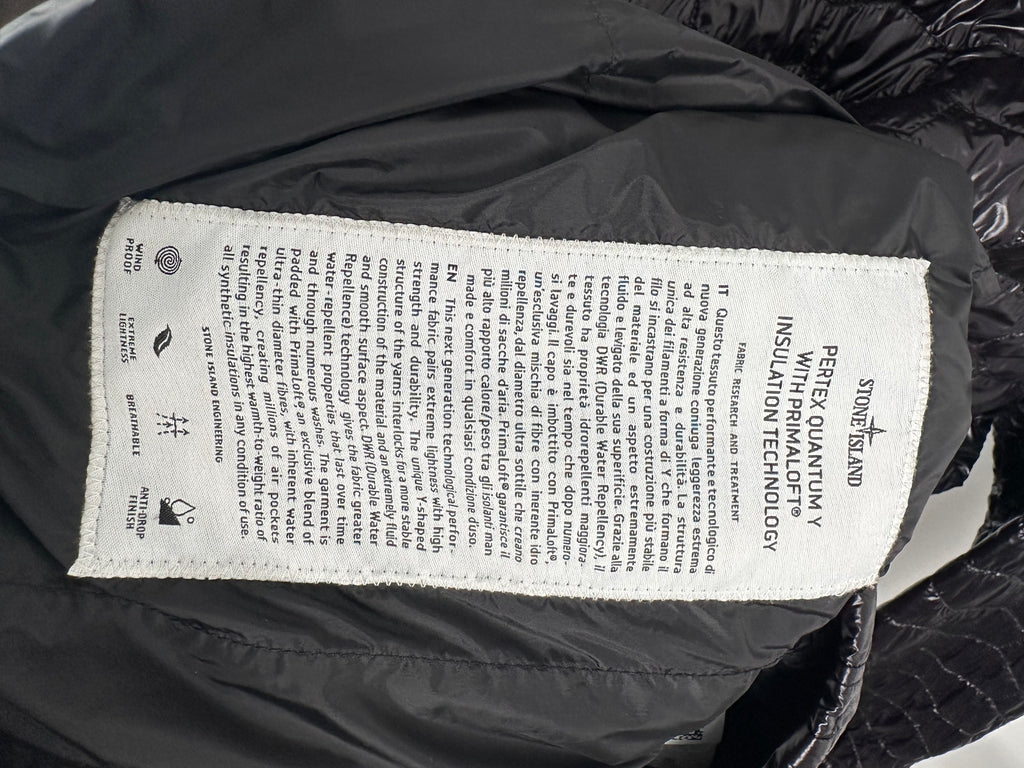 STONE ISLAND
PERTEX QUANTUM Y
WITH PRIMALOFT®
INSULATION TECHNOLOGY
FABRIC RESEARCH AND TREATMENT
IT Questo tessuto performante e tecnologico di
nuova generazione coniuga leggerezza estrema
ad alta resistenza e durabilità. La struttura
unica dei filamenti a forma di Y che formano il
filo si incastrano per una costruzione più stabile
del materiale ed un aspetto estremamente
fluido e levigato della sua superficie. Grazie alla
tecnologia DWR (Durable Water Repellency), il
tessuto ha proprietà idrorepellenti maggiora-
te e durevoli sia nel tempo che dopo numero-
si lavaggi. Il capo è imbottito con PrimaLoft®,
un'esclusiva mischia di fibre con inerente idro
repellenza, dal diametro ultra sottile che creano
milioni di sacche d'aria. PrimaLoft® garantisce il
più alto rapporto calore/peso tra gli isolanti man
made e comfort in qualsiasi condizione d'uso.
EN This next generation technological perfor-
mance fabric pairs extreme lightness with high
strength and durability. The unique Y-shaped
structure of the yarns interlocks for a more stable
construction of the material and an extremely fluid
and smooth surface aspect. DWR (Durable Water
Repellence) technology gives the fabric greater
water-repellent properties that last over time
and through numerous washes. The garment is
padded with PrimaLoft® an exclusive blend of
ultra-thin diameter fibres, with inherent water
repellency, creating millions of air pockets
resulting in the highest warmth-to-weight ratio of
all synthetic insulations in any condition of use.
STONE ISLAND ENGINEERING
WIND
PROOF
EXTREME
LIGHTNESS
BREATHABLE
ANTI-DROP
FINISH